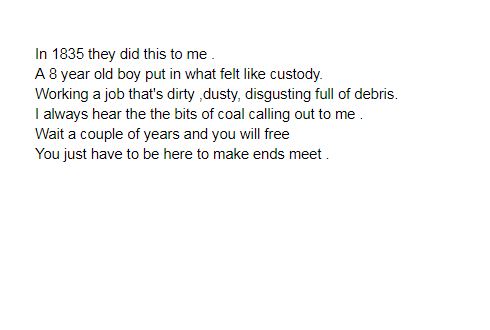 In 1835 they did this to me .
A 8 year old boy put in what felt like custody.
Working a job that's dirty ,dusty, disgusting full of debris.
I always hear the the bits of coal calling out to me .
Wait a couple of years and you will free
You just have to be here to make ends meet .